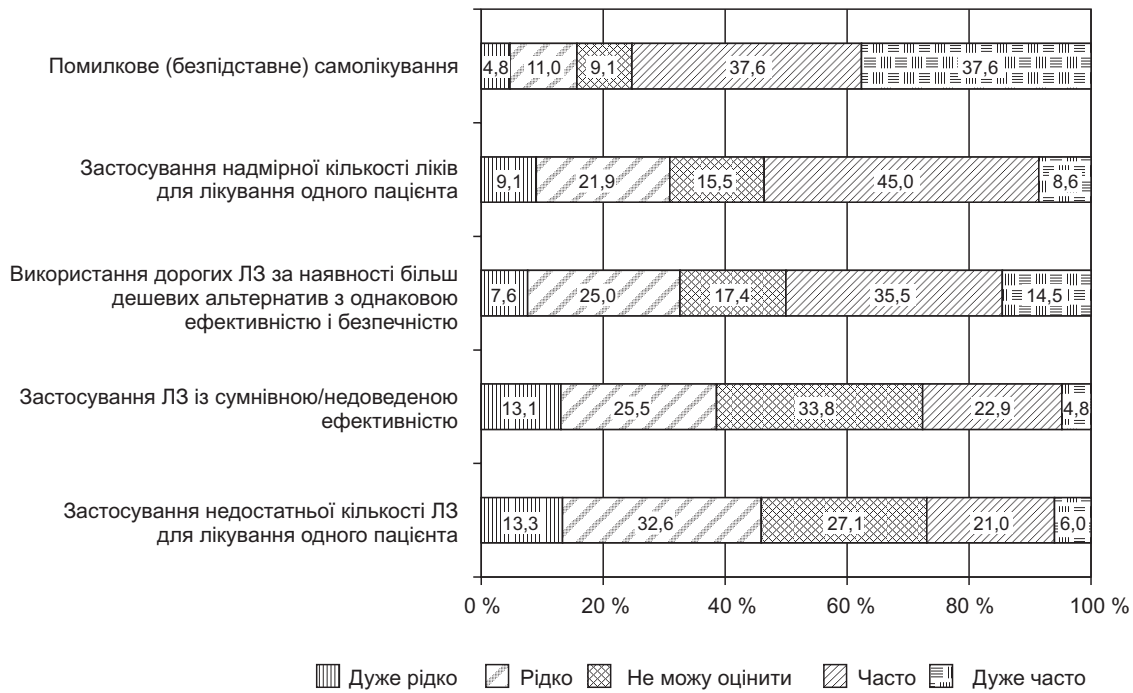 Помилкове (безпідставне) самолікування
4,8 11,0 9,1 37,6 37,6
Застосування надмірної кількості ліків
для лікування одного пацієнта
9,1 21,9 15,5 45,0 8,6
Використання дорогих ЛЗ за наявності більш
дешевих альтернатив з однаковою
ефективністю і безпечністю
7,6 25,0 17,4 35,5 14,5
Застосування ЛЗ із сумнівною/недоведеною
ефективністю
13,1 25,5 33,8 22,9 4,8
Застосування недостатньої кількості ЛЗ
для лікування одного пацієнта
13,3 32,6 27,1 21,0 6,0
0 % 20 % 40 % 60 % 80 % 100 %
Дуже рідко Рідко Не можу оцінити Часто Дуже часто